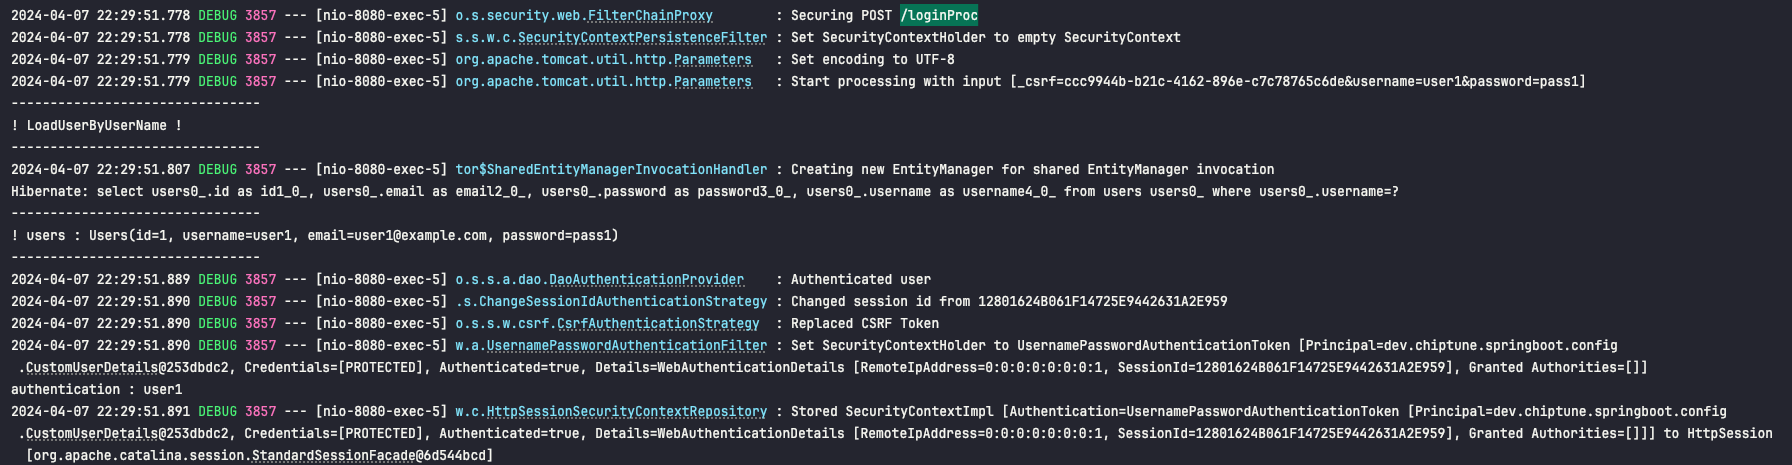 2024-04-07 22:29:51.778 DEBUG 3857 --- [nio-8080-exec-5] o.s.security.web.FilterChainProxy        : Securing POST /loginProc
2024-04-07 22:29:51.778 DEBUG 3857 --- [nio-8080-exec-5] s.s.w.c.SecurityContextPersistenceFilter : Set SecurityContextHolder to empty SecurityContext
2024-04-07 22:29:51.779 DEBUG 3857 --- [nio-8080-exec-5] org.apache.tomcat.util.http.Parameters   : Set encoding to UTF-8
2024-04-07 22:29:51.779 DEBUG 3857 --- [nio-8080-exec-5] org.apache.tomcat.util.http.Parameters   : Start processing with input [_csrf=ccc9944b-b21c-4162-896e-c7c78765c6de&username=user1&password=pass1]
--------------------------------
! LoadUserByUserName !
--------------------------------
2024-04-07 22:29:51.807 DEBUG 3857 --- [nio-8080-exec-5] tor$SharedEntityManagerInvocationHandler : Creating new EntityManager for shared EntityManager invocation
Hibernate: select users0_.id as id1_0_, users0_.email as email2_0_, users0_.password as password3_0_, users0_.username as username4_0_ from users users0_ where users0_.username=?
--------------------------------
! users : Users(id=1, username=user1, email=user1@example.com, password=pass1)
--------------------------------
2024-04-07 22:29:51.889 DEBUG 3857 --- [nio-8080-exec-5] o.s.s.a.dao.DaoAuthenticationProvider    : Authenticated user
2024-04-07 22:29:51.890 DEBUG 3857 --- [nio-8080-exec-5] .s.ChangeSessionIdAuthenticationStrategy : Changed session id from 12801624B061F14725E9442631A2E959
2024-04-07 22:29:51.890 DEBUG 3857 --- [nio-8080-exec-5] o.s.s.w.csrf.CsrfAuthenticationStrategy  : Replaced CSRF Token
2024-04-07 22:29:51.890 DEBUG 3857 --- [nio-8080-exec-5] w.a.UsernamePasswordAuthenticationFilter : Set SecurityContextHolder to UsernamePasswordAuthenticationToken [Principal=dev.chiptune.springboot.config
.CustomUserDetails@253dbdc2, Credentials=[PROTECTED], Authenticated=true, Details=WebAuthenticationDetails [RemoteIpAddress=0:0:0:0:0:0:0:1, SessionId=12801624B061F14725E9442631A2E959], Granted Authorities=[]]
authentication : user1
2024-04-07 22:29:51.891 DEBUG 3857 --- [nio-8080-exec-5] w.c.HttpSessionSecurityContextRepository : Stored SecurityContextImpl [Authentication=UsernamePasswordAuthenticationToken [Principal=dev.chiptune.springboot.config
.CustomUserDetails@253dbdc2, Credentials=[PROTECTED], Authenticated=true, Details=WebAuthenticationDetails [RemoteIpAddress=0:0:0:0:0:0:0:1, SessionId=12801624B061F14725E9442631A2E959], Granted Authorities=[]]] to HttpSession
[org.apache.catalina.session.StandardSessionFacade@6d544bcd]